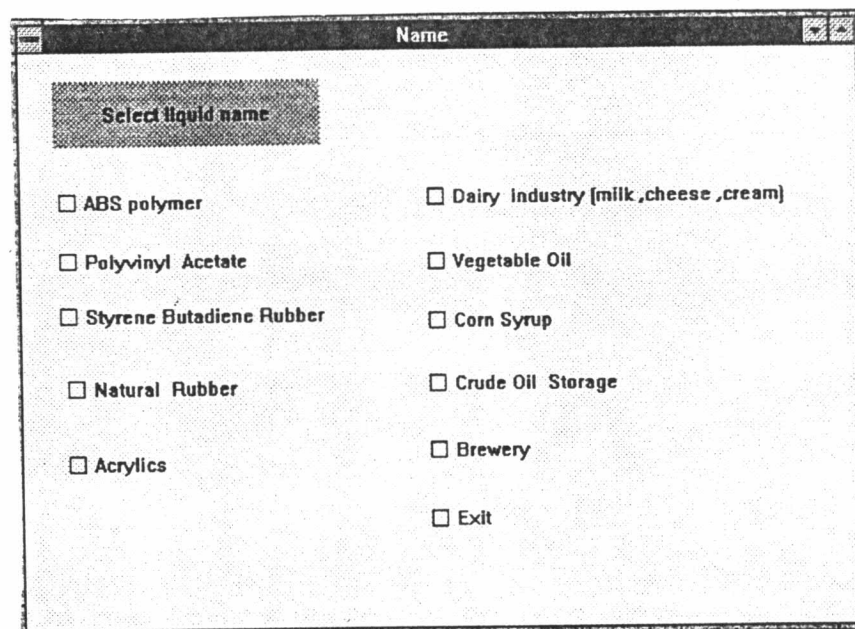 Name
Select liquid name
ABS polymer
Polyvinyl Acetate
Styrene Butadiene Rubber
Natural Rubber
Acrylics
Dairy industry (milk ,cheese ,cream)
Vegetable Oil
Corn Syrup
Crude Oil Storage
Brewery
Exit